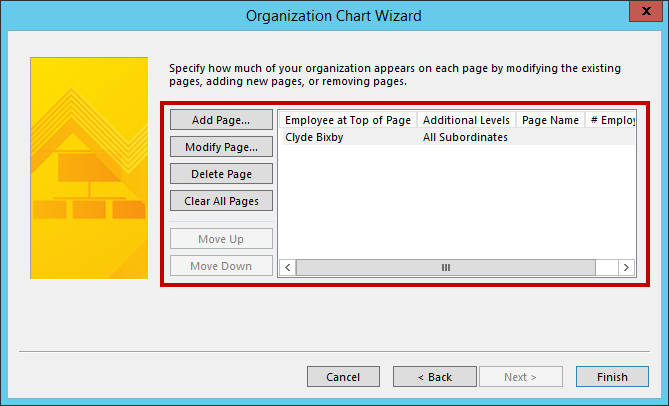 Organization Chart Wizard
x
Specify how much of your organization appears on each page by modifying the existing
pages, adding new pages, or removing pages.
Add Page...
Modify Page...
Delete Page
Clear All Pages
Move Up
Move Down
Employee at Top of Page Additional Levels Page Name # Employ
Clyde Bixby All Subordinates
Cancel
< Back
Next >
Finish